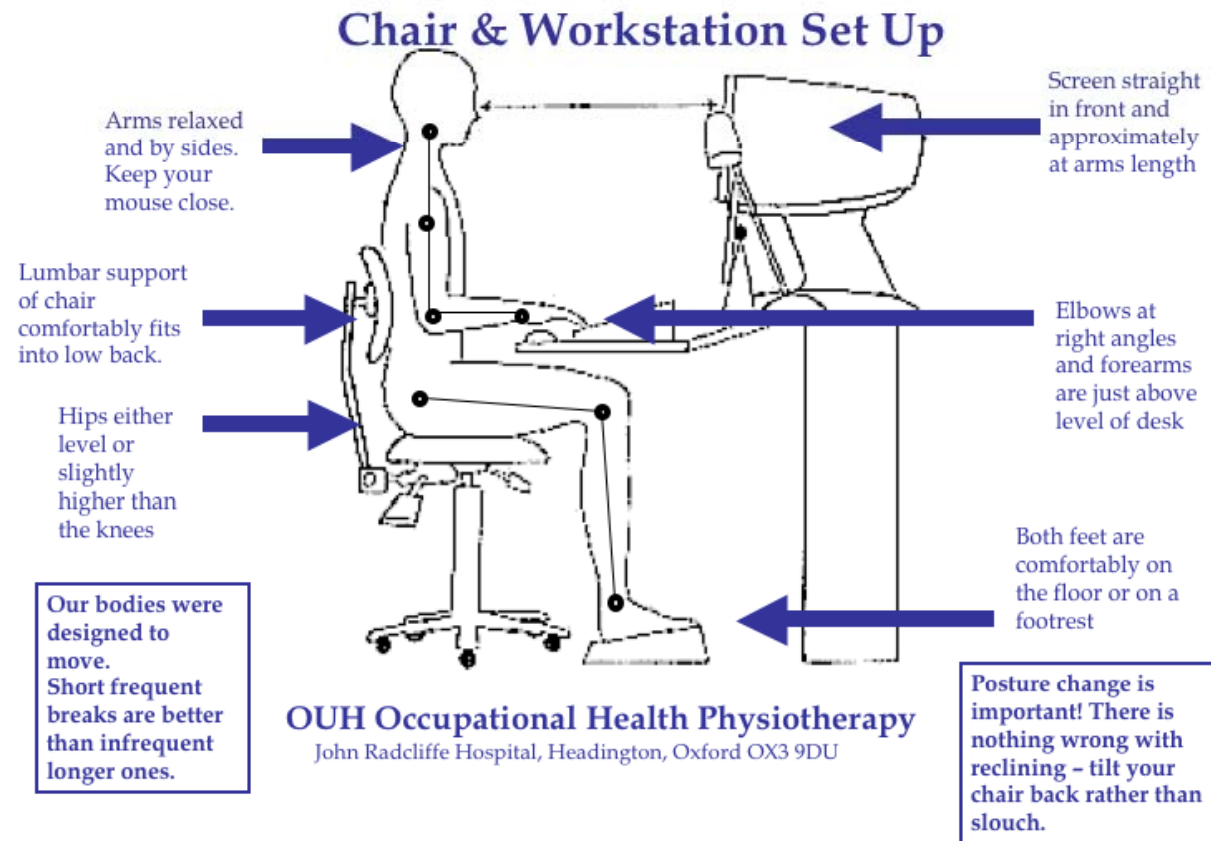 Chair & Workstation Set Up
Arms relaxed
and by sides.
Keep your
mouse close.
Screen straight
in front and
approximately
at arms length
Lumbar support
of chair
comfortably fits
into low back.
Elbows at
right angles
and forearms
are just above
level of desk
Hips either
level or
slightly
higher than
the knees
Both feet are
comfortably on
the floor or on a
footrest
Our bodies were
designed to
move.
Short frequent
breaks are better
than infrequent
longer ones.
OUH Occupational Health Physiotherapy
John Radcliffe Hospital, Headington, Oxford OX3 9DU
Posture change is
important! There is
nothing wrong with
reclining – tilt your
chair back rather than
slouch.